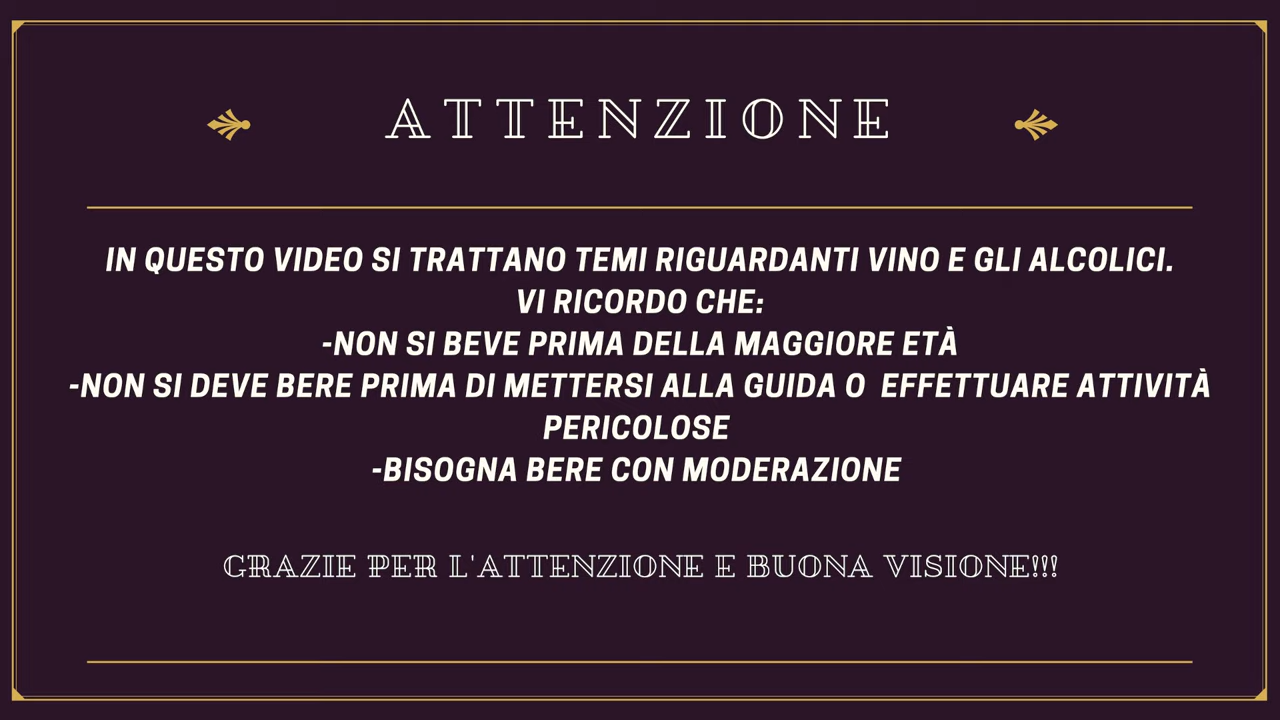 ATTENZIONE
IN QUESTO VIDEO SI TRATTANO TEMI RIGUARDANTI VINO E GLI ALCOLICI.
VI RICORDO CHE:
-NON SI BEVE PRIMA DELLA MAGGIORE ETÀ
-NON SI DEVE BERE PRIMA DI METTERSI ALLA GUIDA O EFFETTUARE ATTIVITÀ
PERICOLOSE
-BISOGNA BERE CON MODERAZIONE
GRAZIE PER L'ATTENZIONE E BUONA VISIONE!!!